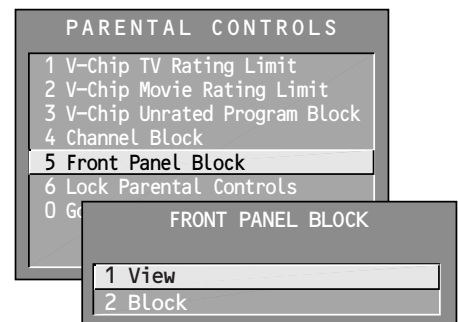 PARENTAL CONTROLS
1 V-Chip TV Rating Limit
2 V-Chip Movie Rating Limit
3 V-Chip Unrated Program Block
4 Channel Block
5 Front Panel Block
6 Lock Parental Controls
0
FRONT PANEL BLOCK
1 View
2 Block